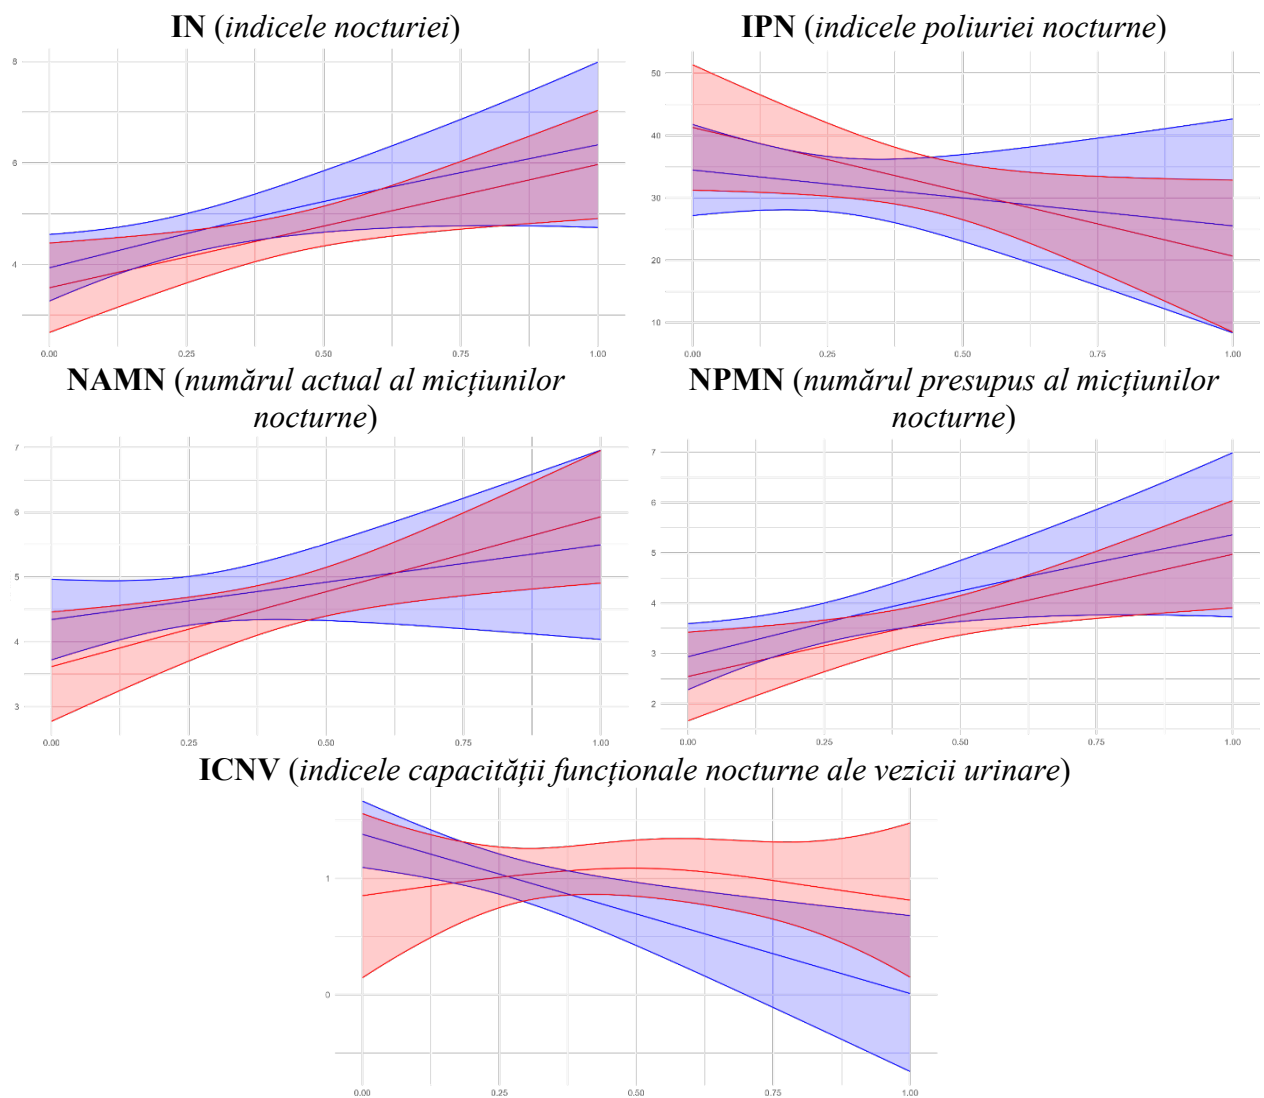 IN (indicele nocturiei)
8
6
4
0.00 0.25 0.50 0.75 1.00
IPN (indicele poliuriei nocturne)
50
40
30
20
10
0.00 0.25 0.50 0.75 1.00
NAMN (numărul actual al micțiunilor
nocturne)
7
6
5
4
3
0.00 0.25 0.50 0.75 1.00
NPMN (numărul presupus al micțiunilor
nocturne)
7
6
5
4
3
2
0.00 0.25 0.50 0.75 1.00
ICNV (indicele capacității funcționale nocturne ale vezicii urinare)
1
0
0.00 0.25 0.50 0.75 1.00